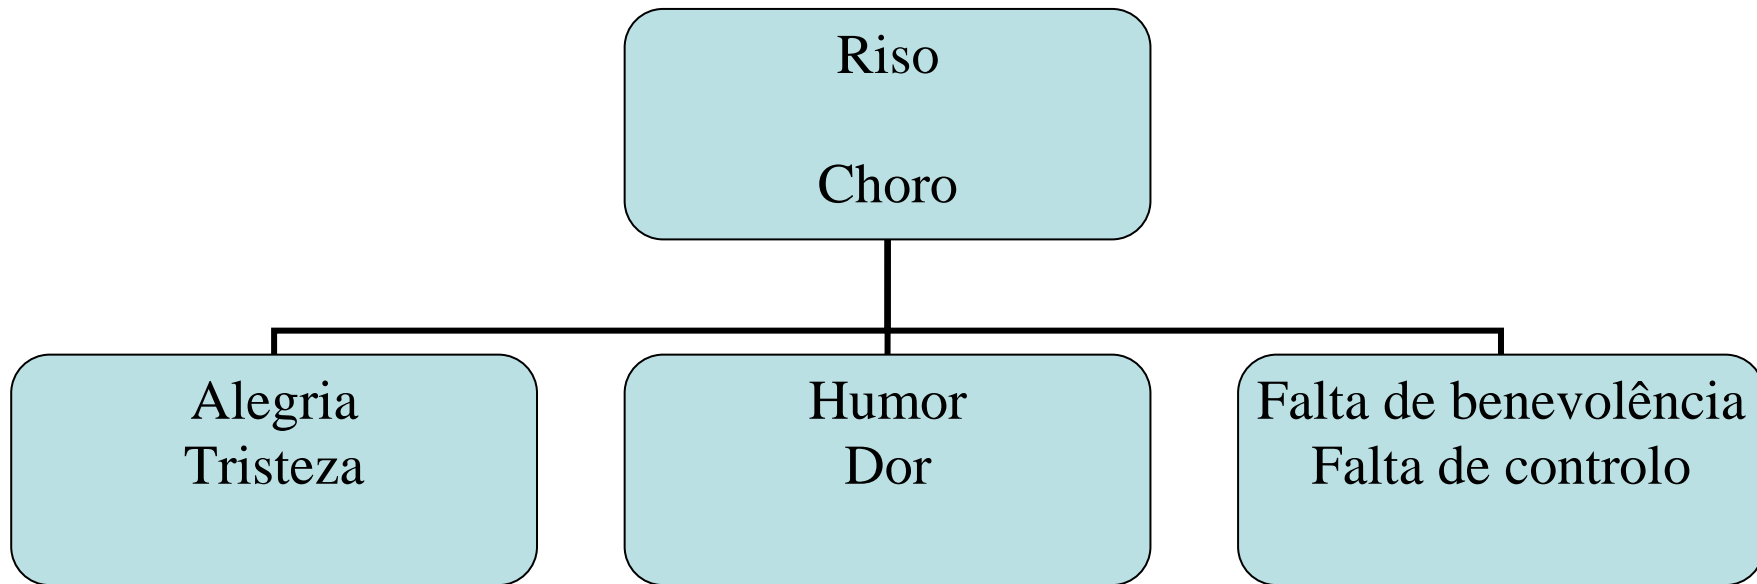 Riso
Choro
Alegria
Tristeza
Humor
Dor
Falta de benevolência
Falta de controlo